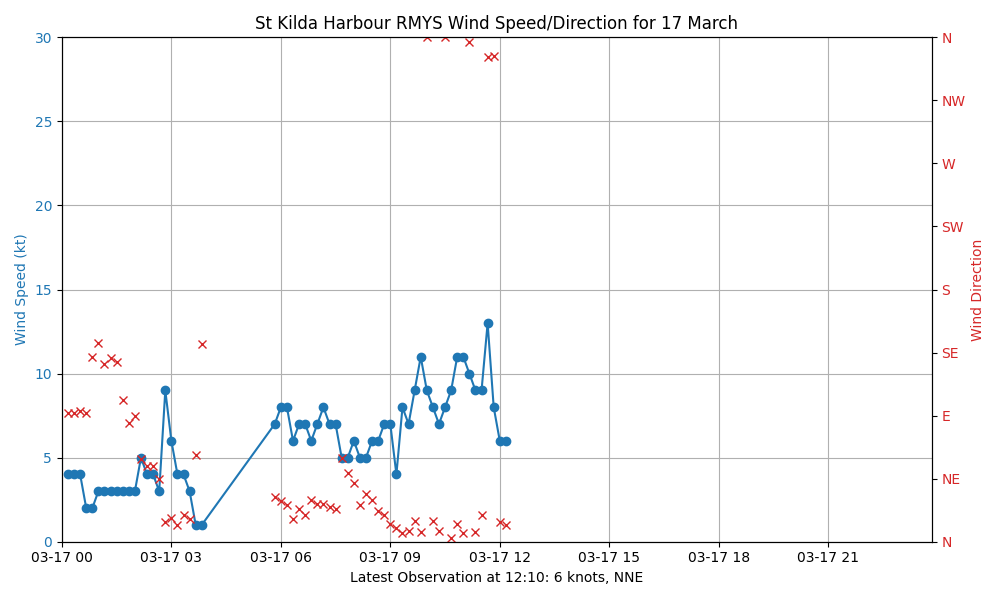 St Kilda Harbour RMYS Wind Speed/Direction for 17 March
30
25
20
15
10
5
0
Wind Speed (kt)
N
NW
W
SW
S
SE
E
NE
N
Wind Direction
03-17 00
03-17 03
03-17 06
03-17 09
03-17 12
03-17 15
03-17 18
03-17 21
Latest Observation at 12:10: 6 knots, NNE